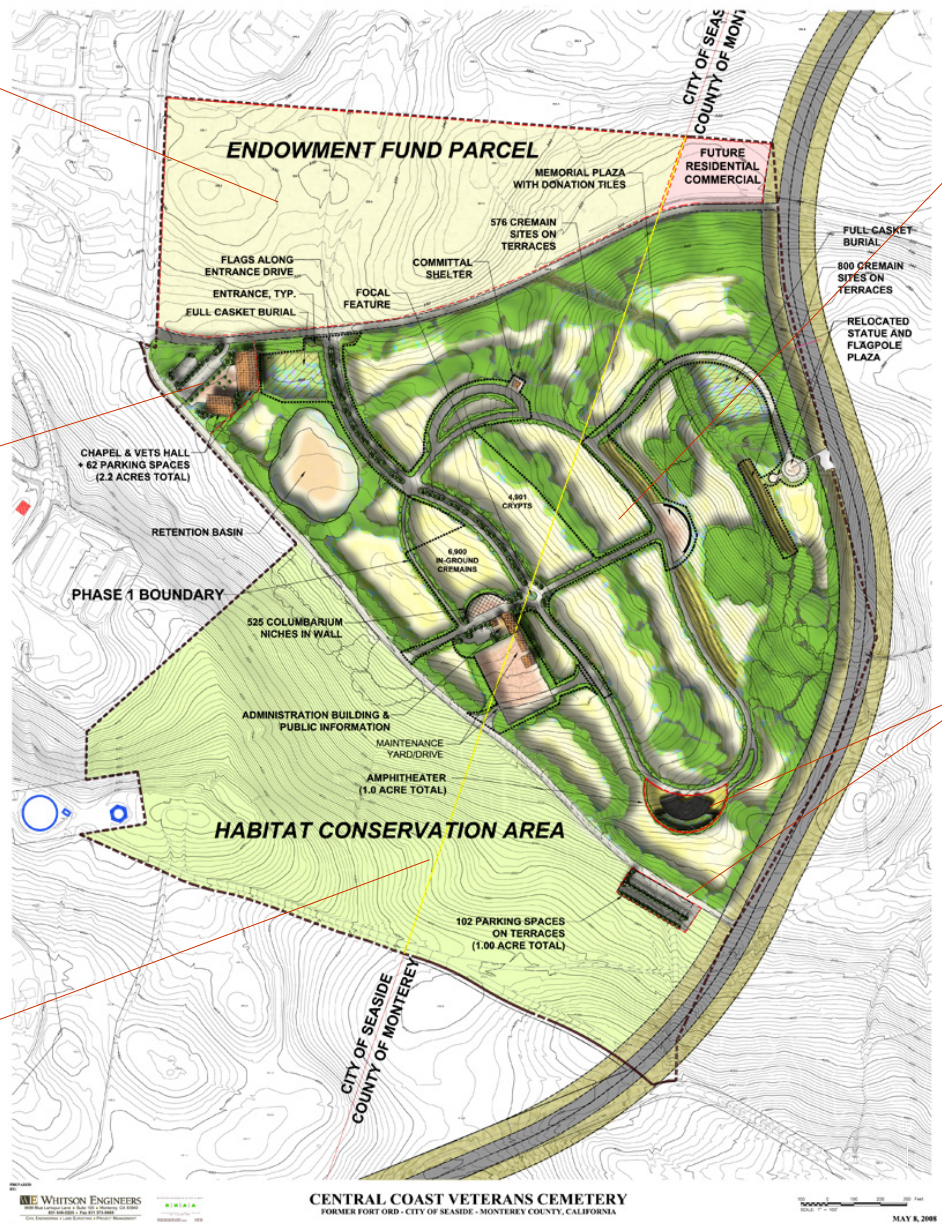 CITY OF SEAS
COUNTY OF MONT
ENDOWMENT FUND PARCEL
FUTURE
RESIDENTIAL
COMMERCIAL
MEMORIAL PLAZA
WITH DONATION TILES
576 CREMAIN
SITES ON
TERRACES
FULL CASKET
BURIAL
800 CREMAIN
SITES ON
TERRACES
FLAGS ALONG
ENTRANCE DRIVE
COMMITTAL
SHELTER
ENTRANCE, TYP.
FOCAL
FEATURE
FULL CASKET BURIAL
RELOCATED
STATUE AND
FLAGPOLE
PLAZA
CHAPEL & VETS HALL
+ 62 PARKING SPACES
(2.2 ACRES TOTAL)
4,901
CRYPTS
RETENTION BASIN
6,900
IN-GROUND
CREMAINS
PHASE 1 BOUNDARY
525 COLUMBARIUM
NICHES IN WALL
ADMINISTRATION BUILDING &
PUBLIC INFORMATION
MAINTENANCE
YARD/DRIVE
AMPHITHEATER
(1.0 ACRE TOTAL)
HABITAT CONSERVATION AREA
102 PARKING SPACES
ON TERRACES
(1.00 ACRE TOTAL)
CITY OF SEASIDE
COUNTY OF MONTEREY
WHITSON ENGINEERS
CENTRAL COAST VETERANS CEMETERY
FORMER FORT ORD - CITY OF SEASIDE - MONTEREY COUNTY, CALIFORNIA
MAY 8, 2008